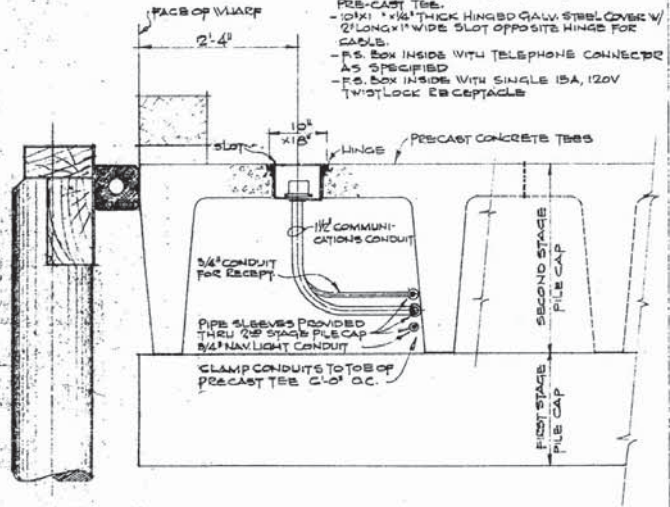 PRE-CAST TEE.
- 10"X1 "x1/4" THICK HINGED GALV. STEEL COVER W/
2" LONG x 1" WIDE SLOT OPPOSITE HINGE FOR
CABLE.
- F.S. BOX INSIDE WITH TELEPHONE CONNECTOR
AS SPECIFIED
- F.S. BOX INSIDE WITH SINGLE 15A, 120V
TWISTLOCK RECEPTACLE
FACE OF WHARF
2'-4"
10"
x18"
SLOT
HINGE
PRECAST CONCRETE TEES
1 1/2" COMMUNI-
CATIONS CONDUIT
3/4" CONDUIT
FOR RECEPT.
PIPE SLEEVES PROVIDED
THRU 2ND STAGE PILE CAP
3/4" NAV. LIGHT CONDUIT
CLAMP CONDUITS TO TOE OF
PRECAST TEE 6'-0" O.C.
SECOND STAGE
PILE CAP
FIRST STAGE
PILE CAP